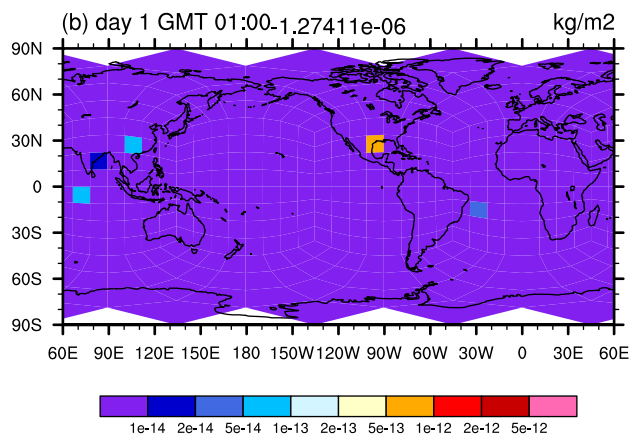 (b) day 1 GMT 01:00 -1.27411e-06 kg/m2
90N
60N
30N
0
30S
60S
90S
60E 90E 120E 150E 180 150W 120W 90W 60W 30W 0 30E 60E
1e-14 2e-14 5e-14 1e-13 2e-13 5e-13 1e-12 2e-12 5e-12